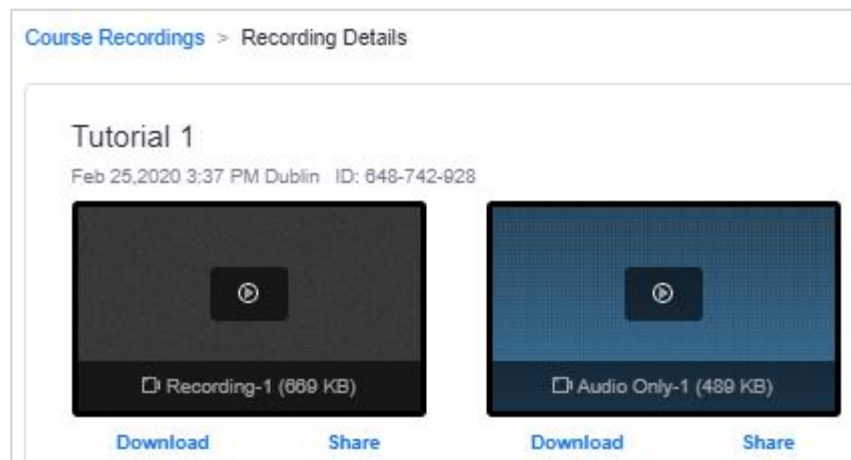 Course Recordings > Recording Details
Tutorial 1
Feb 25,2020 3:37 PM Dublin ID: 648-742-928
Recording-1 (669 KB) Audio Only-1 (489 KB)
Download Share Download Share